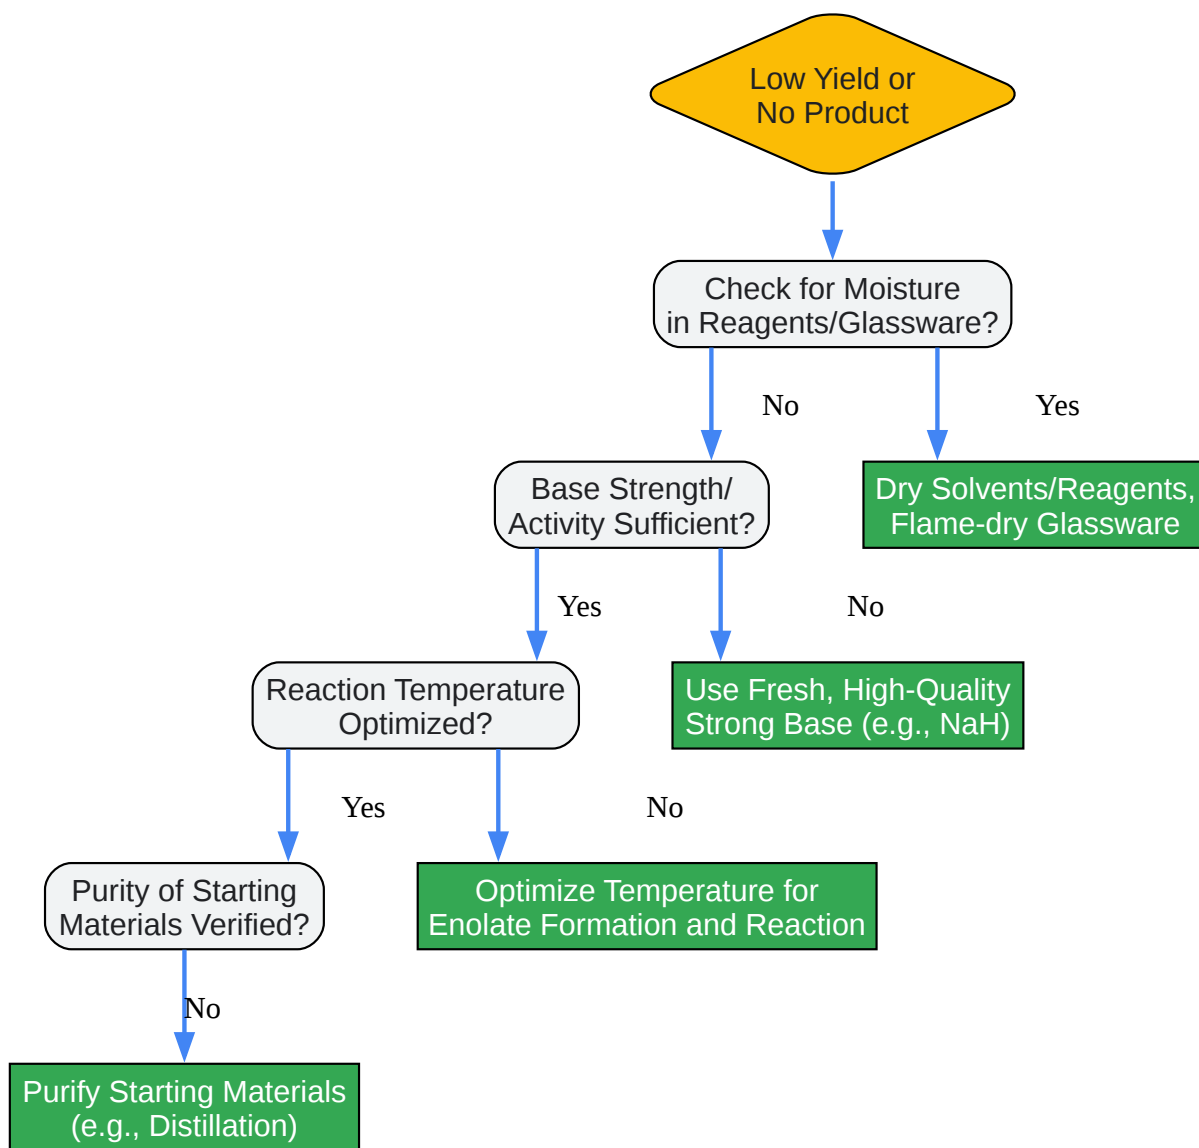 Low Yield or
No Product
Check for Moisture
in Reagents/Glassware?
No
Yes
Base Strength/
Activity Sufficient?
Dry Solvents/Reagents,
Flame-dry Glassware
Yes
No
Reaction Temperature
Optimized?
Use Fresh, High-Quality
Strong Base (e.g., NaH)
Yes
No
Purity of Starting
Materials Verified?
Optimize Temperature for
Enolate Formation and Reaction
No
Purify Starting Materials
(e.g., Distillation)